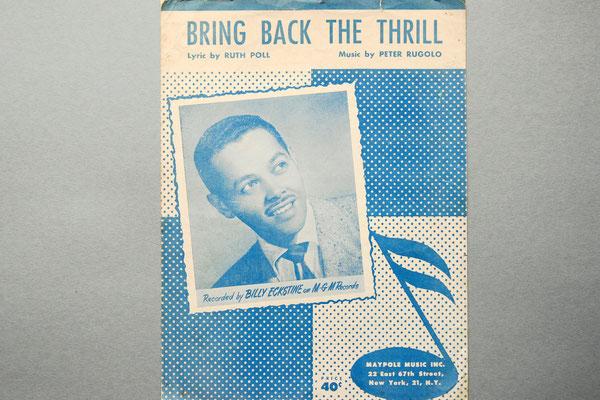 BRING BACK THE THRILL
Lyric by RUTH POLL Music by PETER RUGOLO
Recorded by BILLY ECKSTINE on M-G-M Records
MAYPOLE MUSIC INC.
22 East 67th Street,
New York, 21, N.Y.
PRICE
40¢